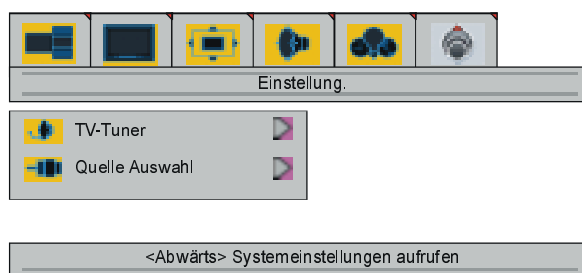 Einstellung.
TV-Tuner
Quelle Auswahl
<Abwärts> Systemeinstellungen aufrufen